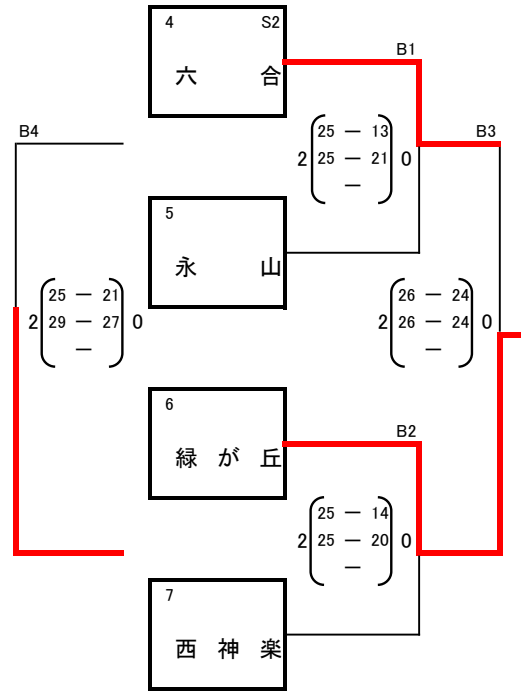 4 S2
六 合
B1
25 － 13
2 25 － 21 0
－
B4
B3
5
永 山
25 － 21
2 29 － 27 0
－
26 － 24
2 26 － 24 0
－
6
緑 が 丘
B2
25 － 14
2 25 － 20 0
－
7
西 神 楽